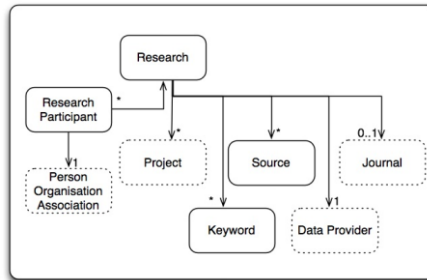 Research
Research
Participant
*
1
Person
Organisation
Association
*
Project
*
Source
0..1
Journal
*
Keyword
1
Data Provider